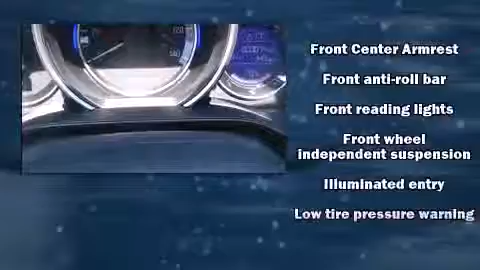 Front Center Armrest
Front anti-roll bar
Front reading lights
Front wheel
independent suspension
Illuminated entry
Low tire pressure warning